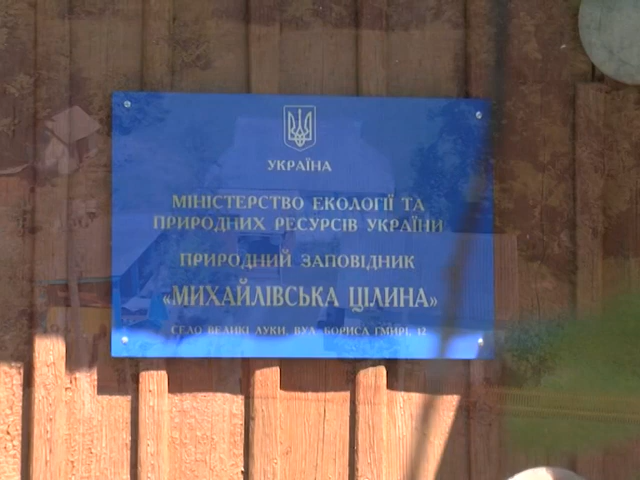 УКРАЇНА
МІНІСТЕРСТВО ЕКОЛОГІЇ ТА
ПРИРОДНИХ РЕСУРСІВ УКРАЇНИ
ПРИРОДНИЙ ЗАПОВІДНИК
«МИХАЙЛІВСЬКА ЦІЛИНА»
СЕЛО ВЕЛИКІ ЛУКИ, ВУЛ. БОРИСА ГМИРІ, 12